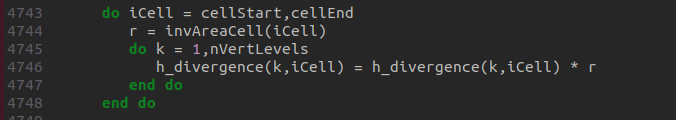 4743 do iCell = cellStart,cellEnd
4744 r = invAreaCell(iCell)
4745 do k = 1,nVertLevels
4746 h_divergence(k,iCell) = h_divergence(k,iCell) * r
4747 end do
4748 end do